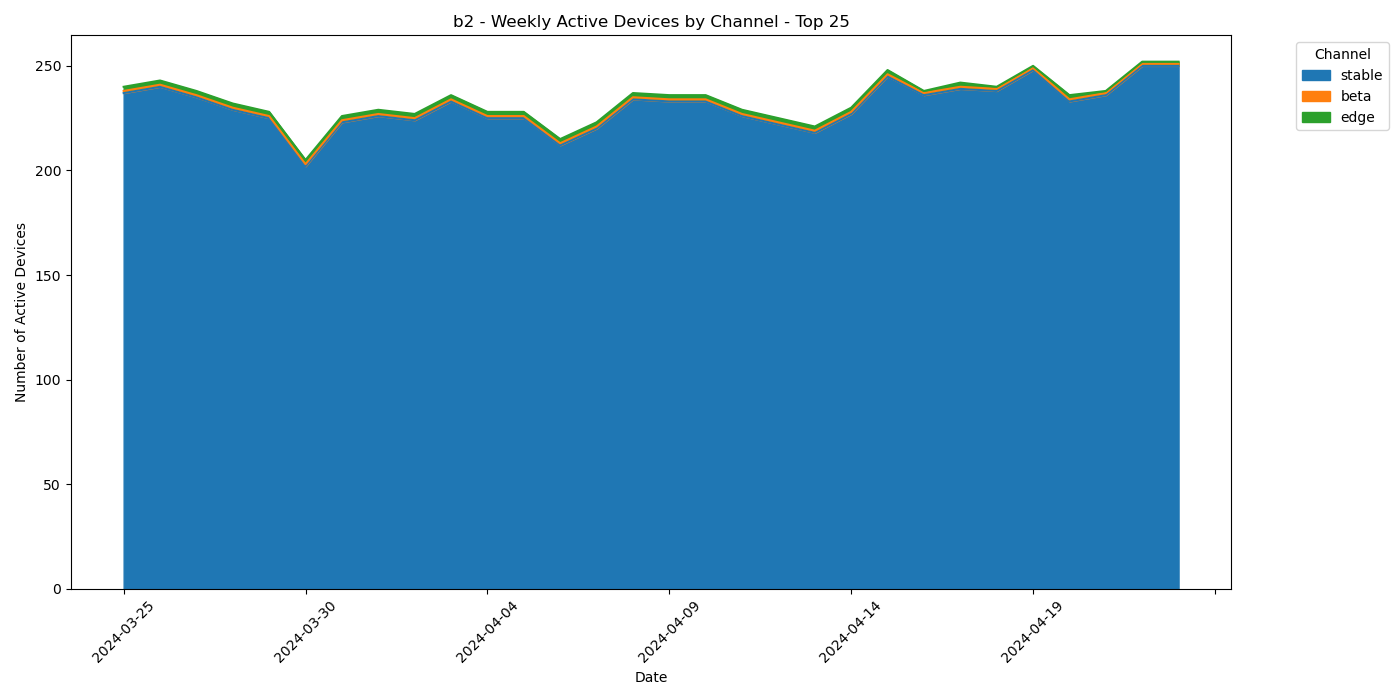 b2 - Weekly Active Devices by Channel - Top 25
Number of Active Devices
250
200
150
100
50
0
2024-03-25
2024-03-30
2024-04-04
2024-04-09
2024-04-14
2024-04-19
Date
Channel
stable
beta
edge